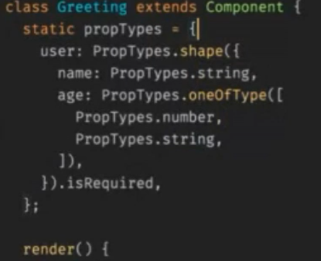 class Greeting extends Component {
  static propTypes = {
    user: PropTypes.shape({
      name: PropTypes.string,
      age: PropTypes.oneOfType([
        PropTypes.number,
        PropTypes.string,
      ]),
    }).isRequired,
  };

  render() {